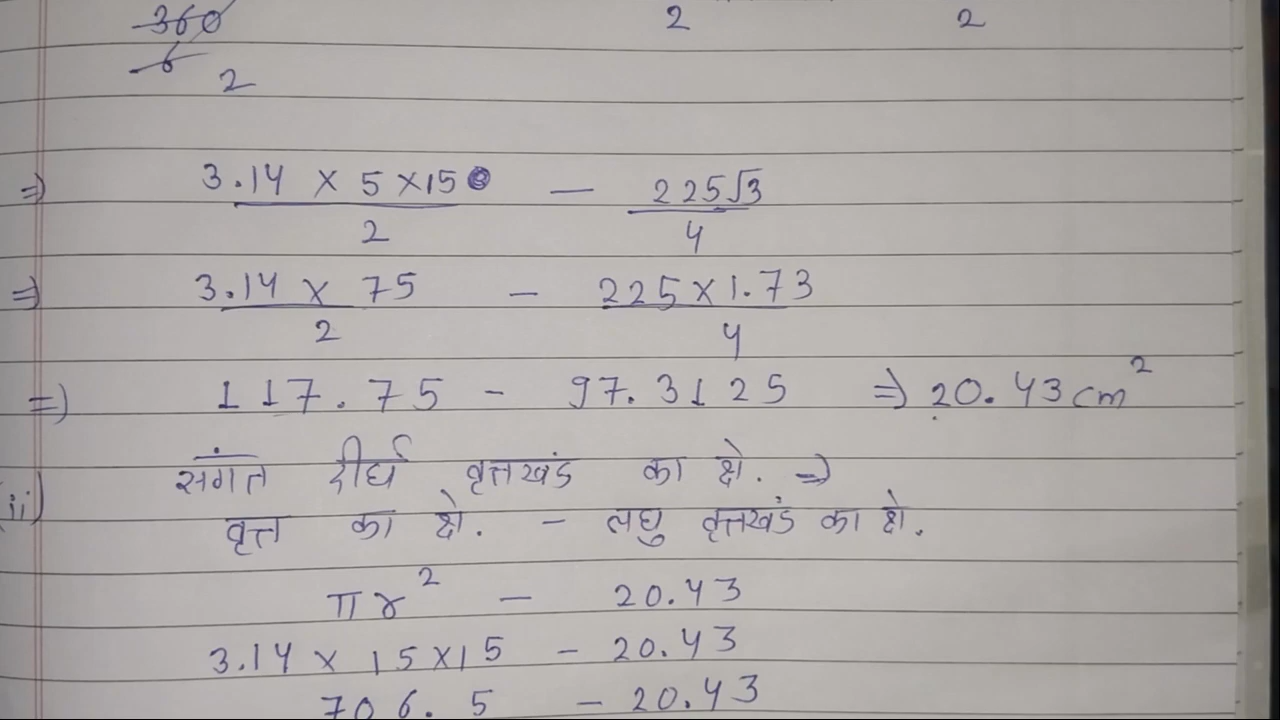 360 2 2
6 2
⇒ 3.14 × 5 × 15 — 225√3
2 4
⇒ 3.14 × 75 – 225 × 1.73
2 4
⇒ 117.75 – 97.3125 ⇒ 20.43 cm²
(ii) संगत दीर्घ वृत्तखंड का क्षे. ⇒
वृत्त का क्षे. – लघु वृत्तखंड का क्षे.
πr² – 20.43
3.14 × 15 × 15 – 20.43
706.5 – 20.43